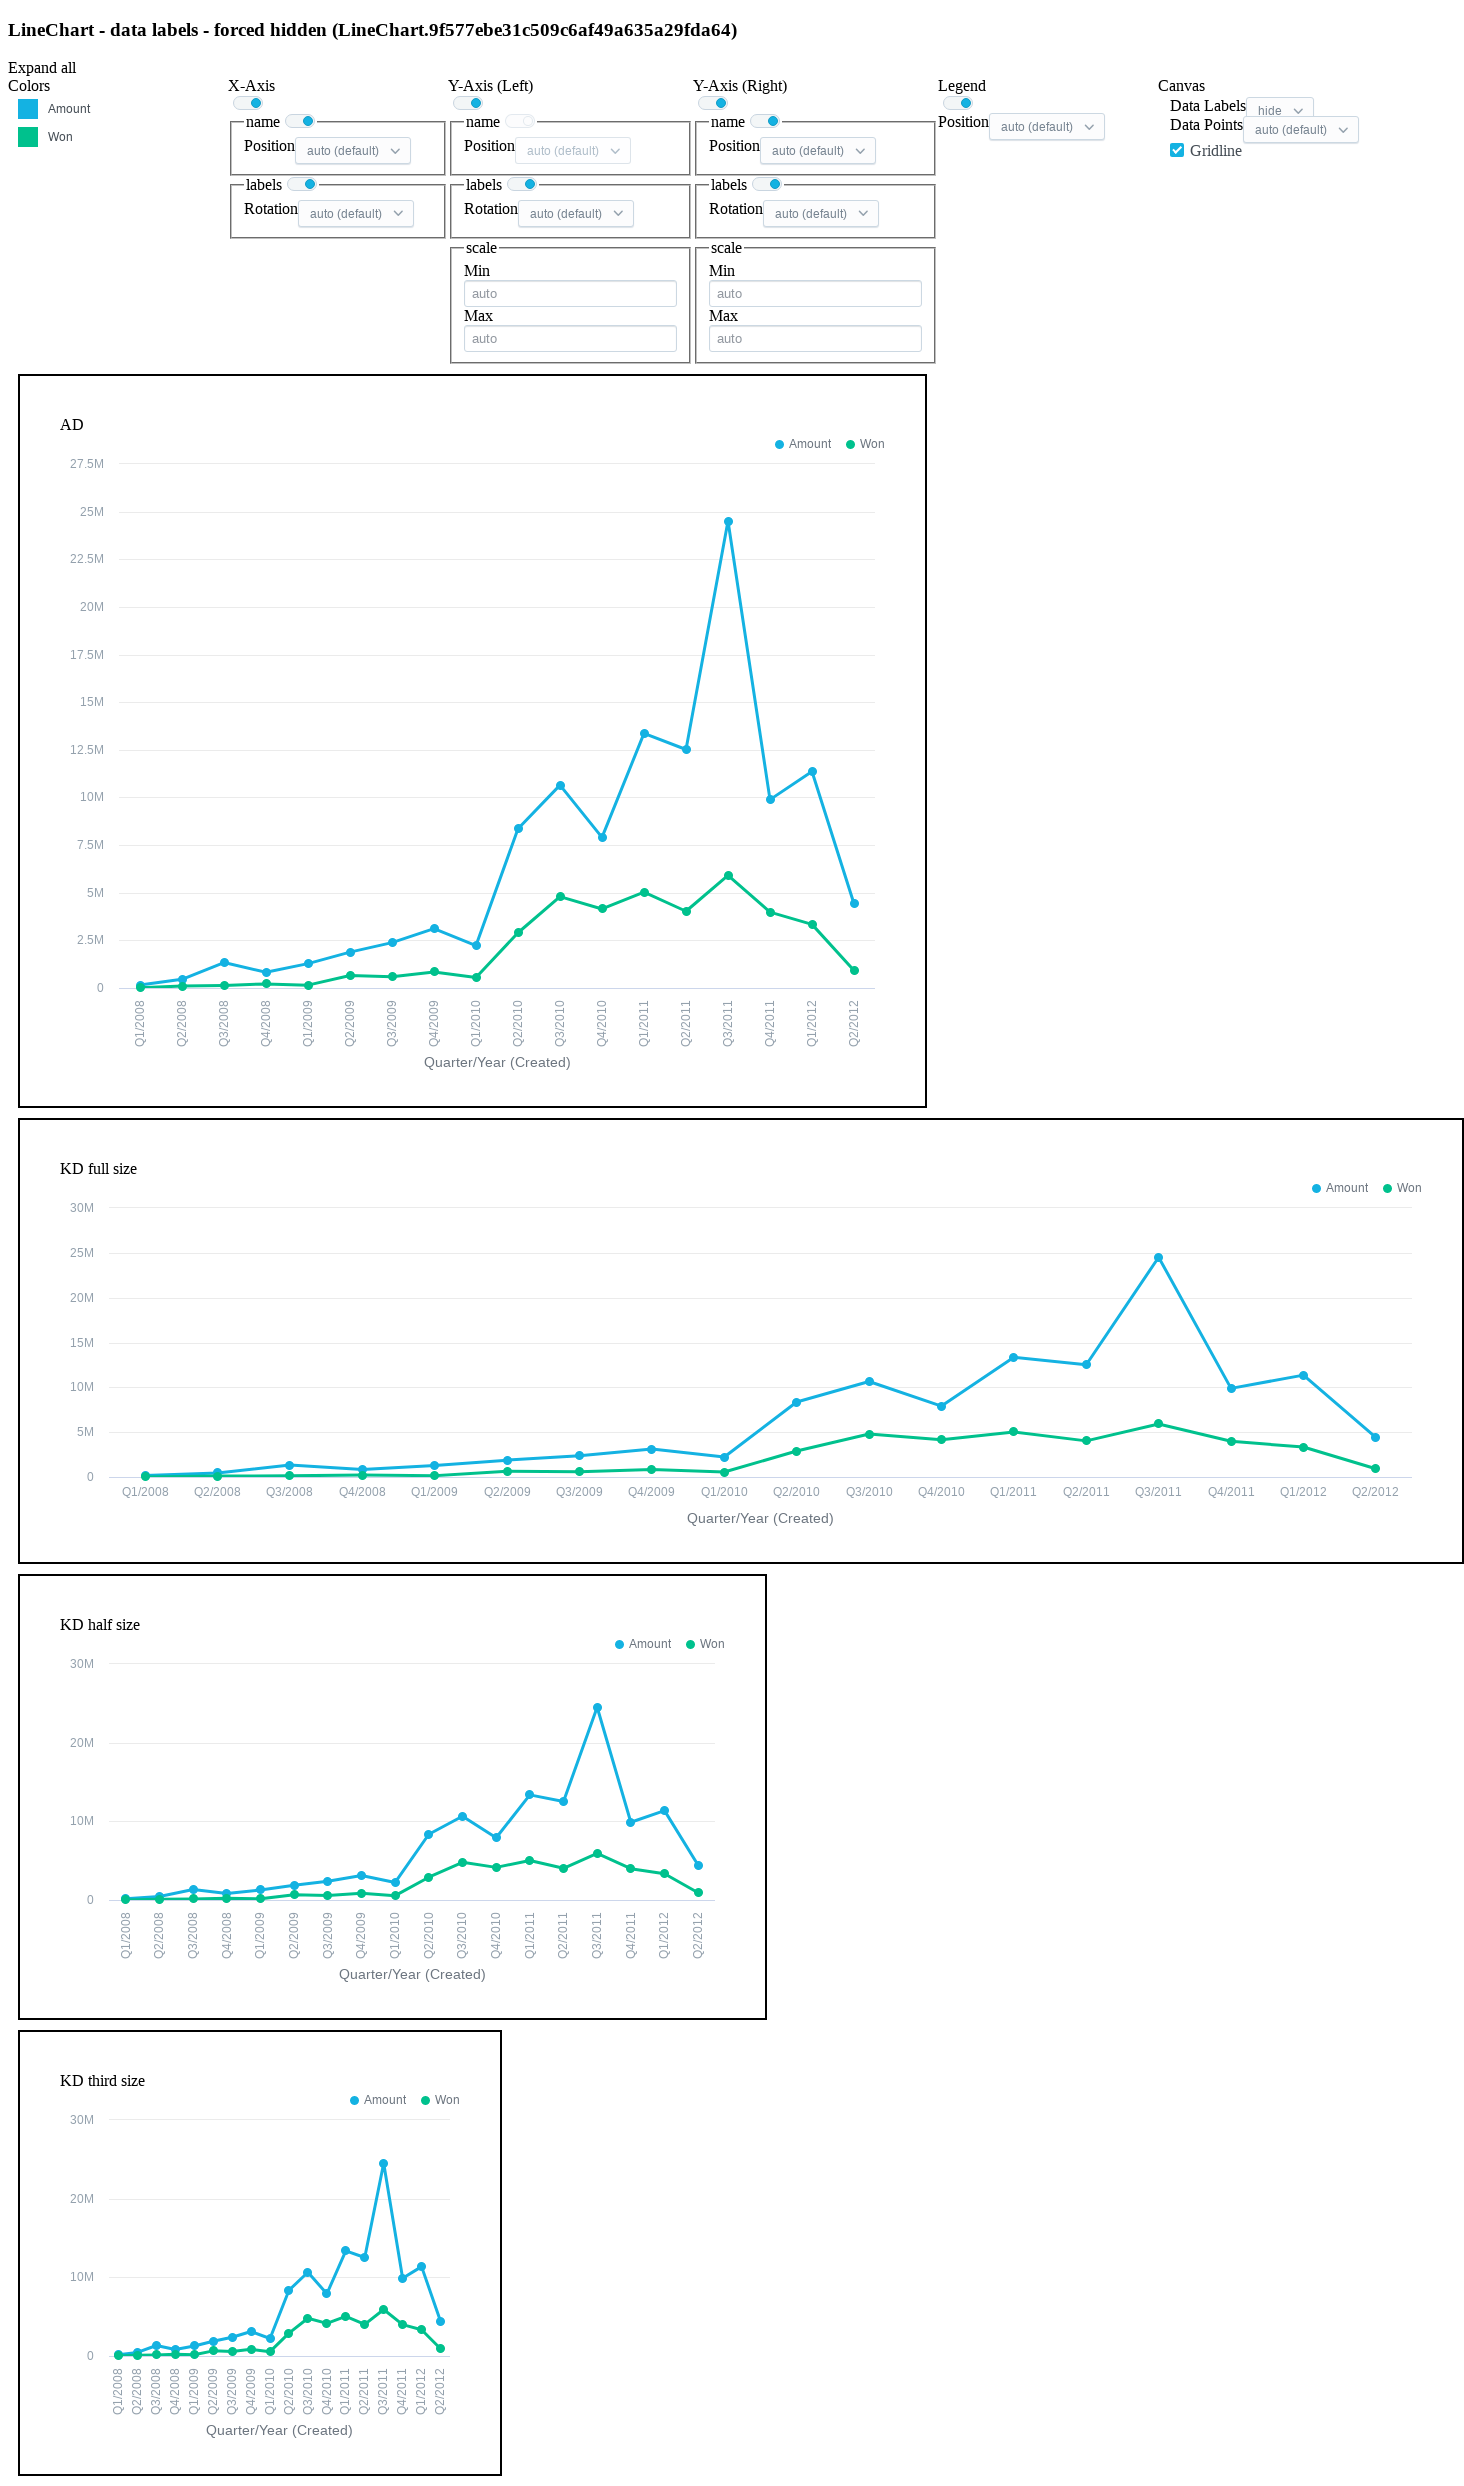 LineChart - data labels - forced hidden (LineChart.9f577ebe31c509c6af49a635a29fda64)
Expand all
Colors
Amount
Won
X-Axis
name
Position auto (default)
labels
Rotation auto (default)
Y-Axis (Left)
name
Position auto (default)
labels
Rotation auto (default)
scale
Min
auto
Max
auto
Y-Axis (Right)
name
Position auto (default)
labels
Rotation auto (default)
scale
Min
auto
Max
auto
Legend
Position auto (default)
Canvas
Data Labels hide
Data Points auto (default)
Gridline
AD
Amount Won
27.5M
25M
22.5M
20M
17.5M
15M
12.5M
10M
7.5M
5M
2.5M
0
Q1/2008 Q2/2008 Q3/2008 Q4/2008 Q1/2009 Q2/2009 Q3/2009 Q4/2009 Q1/2010 Q2/2010 Q3/2010 Q4/2010 Q1/2011 Q2/2011 Q3/2011 Q4/2011 Q1/2012 Q2/2012
Quarter/Year (Created)
KD full size
Amount Won
30M
25M
20M
15M
10M
5M
0
Q1/2008 Q2/2008 Q3/2008 Q4/2008 Q1/2009 Q2/2009 Q3/2009 Q4/2009 Q1/2010 Q2/2010 Q3/2010 Q4/2010 Q1/2011 Q2/2011 Q3/2011 Q4/2011 Q1/2012 Q2/2012
Quarter/Year (Created)
KD half size
Amount Won
30M
20M
10M
0
Q1/2008 Q2/2008 Q3/2008 Q4/2008 Q1/2009 Q2/2009 Q3/2009 Q4/2009 Q1/2010 Q2/2010 Q3/2010 Q4/2010 Q1/2011 Q2/2011 Q3/2011 Q4/2011 Q1/2012 Q2/2012
Quarter/Year (Created)
KD third size
Amount Won
30M
20M
10M
0
Q1/2008 Q2/2008 Q3/2008 Q4/2008 Q1/2009 Q2/2009 Q3/2009 Q4/2009 Q1/2010 Q2/2010 Q3/2010 Q4/2010 Q1/2011 Q2/2011 Q3/2011 Q4/2011 Q1/2012 Q2/2012
Quarter/Year (Created)